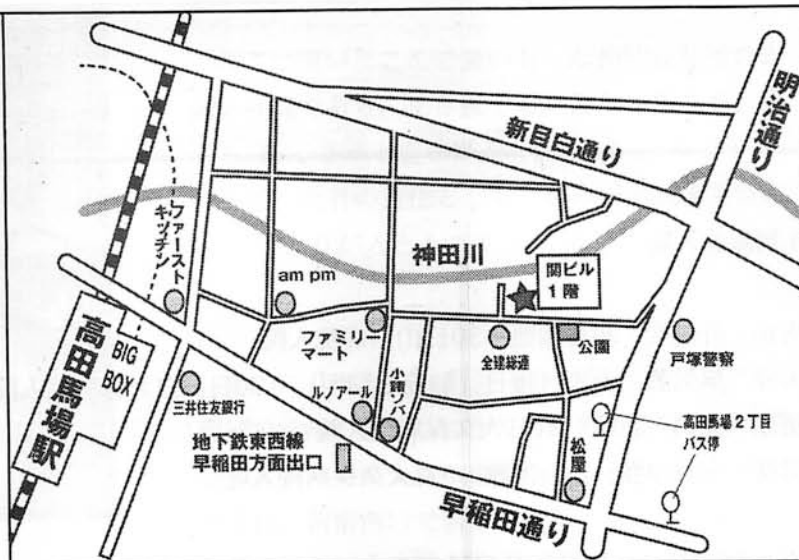 明治通り
新目白通り
ファースト
キッチン
神田川
am pm
関ビル
1階
高田馬場駅
BIG
BOX
ファミリ
マート
全建総連
公園
戸塚警察
三井住友銀行
ルノアール
小諸ソバ
高田馬場2丁目
バス停
地下鉄東西線
早稲田方面出口
松屋
早稲田通り